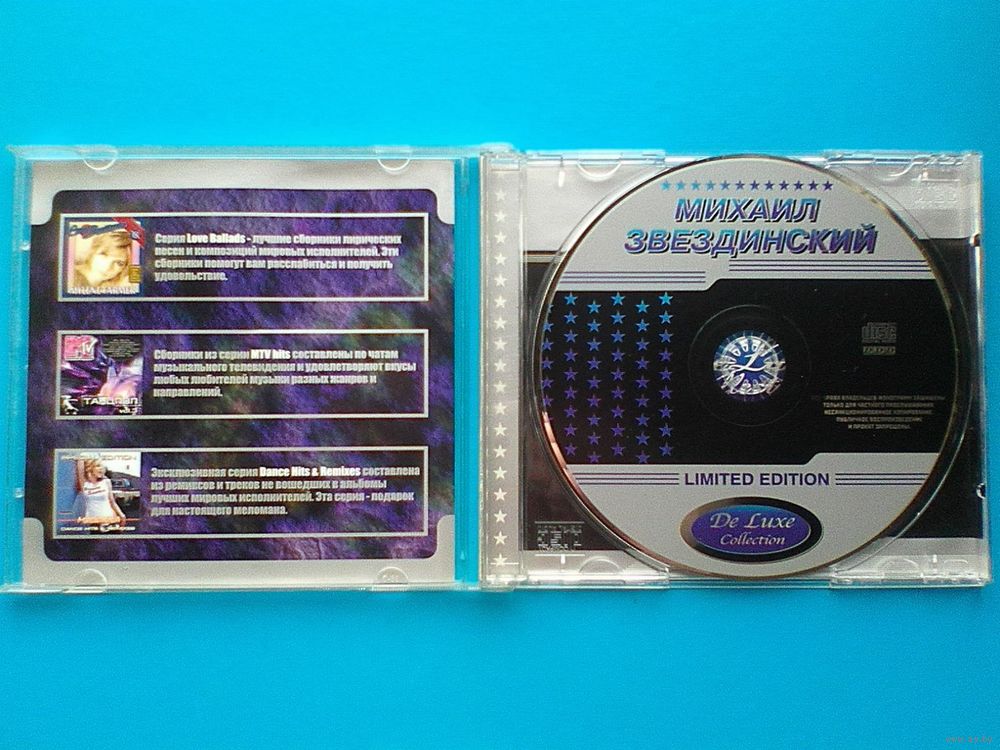 Серия Love Ballads - лучшие сборники лирических
песен и композиций мировых исполнителей. Эти
сборники помогут вам расслабиться и получить
удовольствие.
Сборники из серии MTV hits составлены по чатам
музыкального телевидения и удовлетворяют вкусы
любых любителей музыки разных жанров и
направлений.
Эксклюзивная серия Dance Hits & Remixes составлена
из ремиксов и треков не вошедших в альбомы
лучших мировых исполнителей. Эта серия - подарок
для настоящего меломана.
МИХАИЛ
ЗВЕЗДИНСКИЙ
LIMITED EDITION
De Luxe
Collection